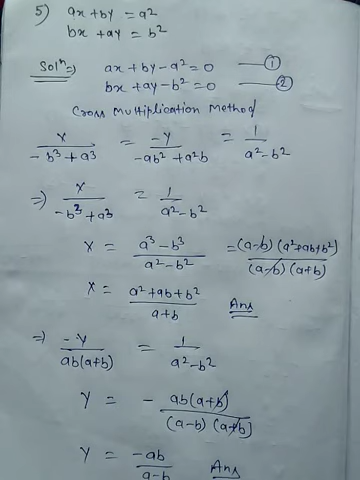 5) ax + by = a²
bx + ay = b²
Solⁿ ⇒) ax + by - a² = 0 —— ①
bx + ay - b² = 0 —— ②
Cross Multiplication Method
x/(-b³ + a³) = -y/(-ab² + a²b) = 1/(a² - b²)
⇒) x/(-b³ + a³) = 1/(a² - b²)
x = (a³ - b³)/(a² - b²) = (a-b)(a²+ab+b²)/(a-b)(a+b)
x = (a² + ab + b²)/(a+b) Ans
⇒ -y/ab(a+b) = 1/(a² - b²)
y = - ab(a+b)/(a-b)(a+b)
y = -ab/(a-b) Ans